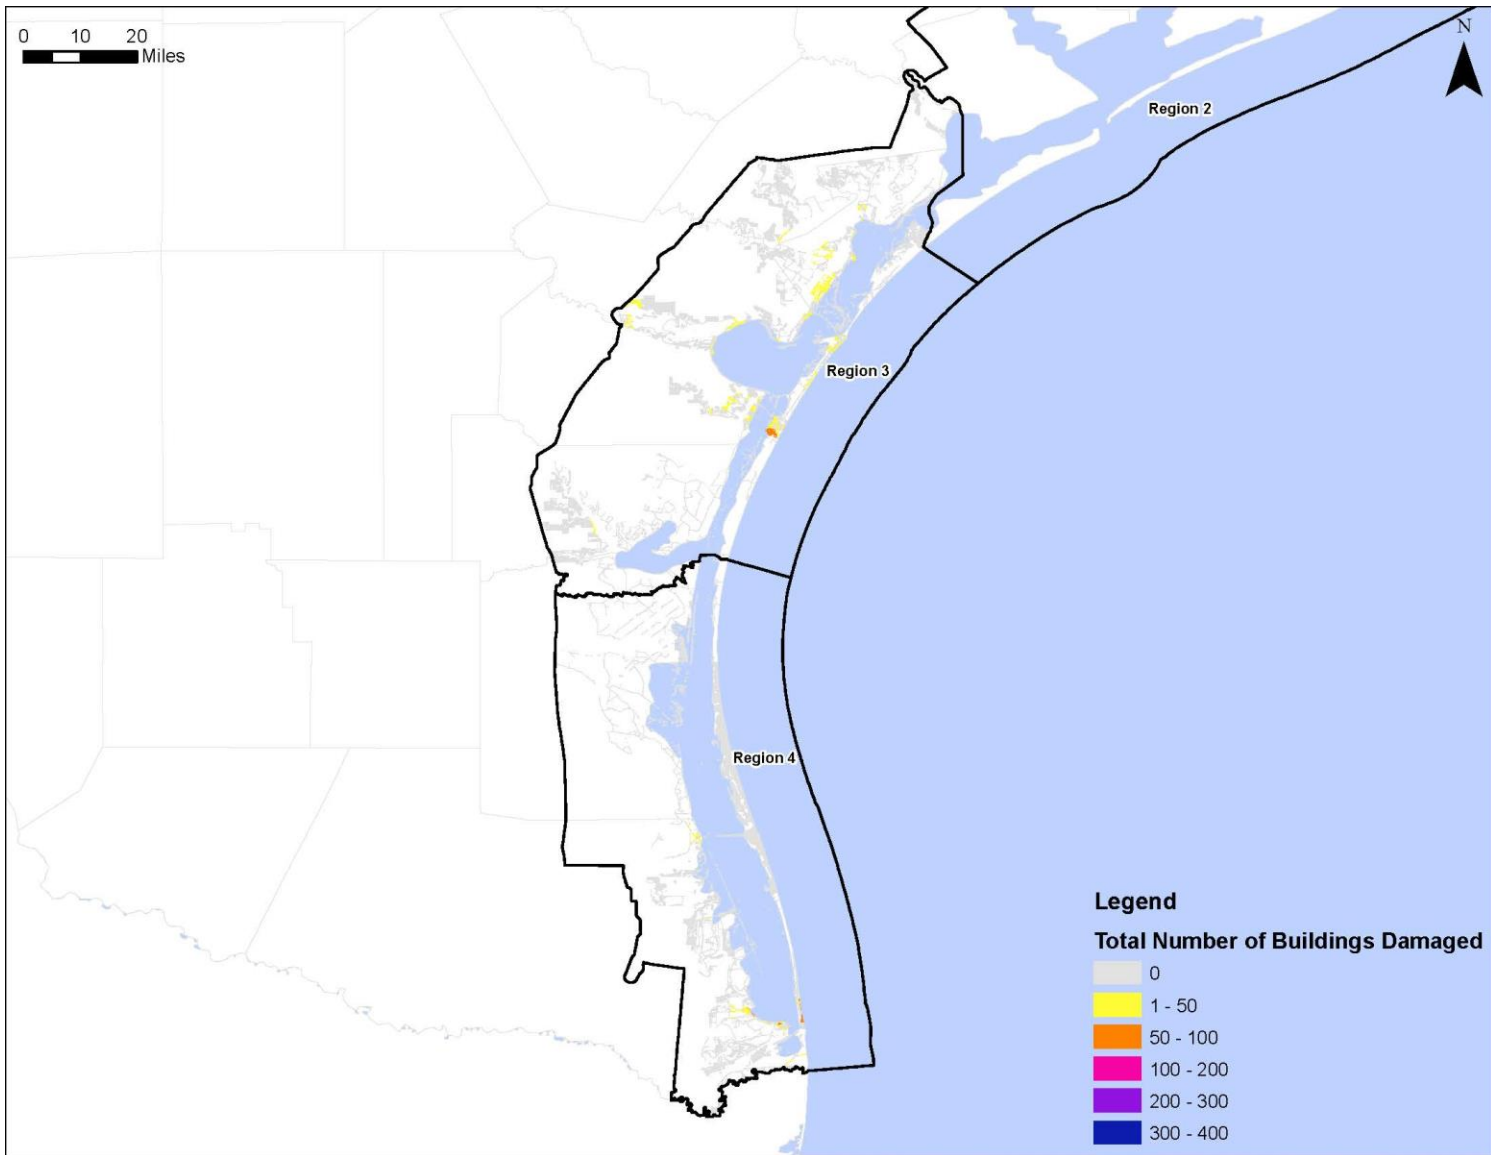 0 10 20
Miles
N
Region 2
Region 3
Region 4
Legend
Total Number of Buildings Damaged
0
1 - 50
50 - 100
100 - 200
200 - 300
300 - 400